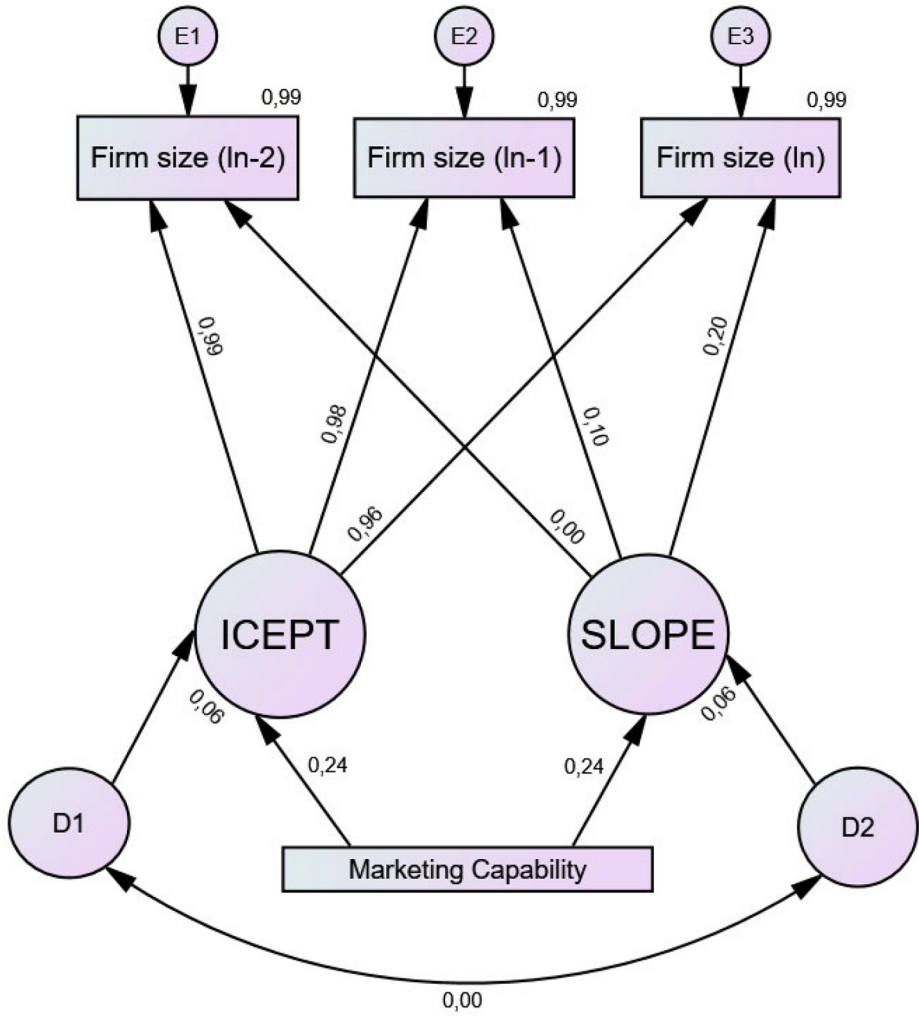 E1
E2
E3
0,99
0,99
0,99
Firm size (ln-2)
Firm size (ln-1)
Firm size (ln)
0,99
0,98
0,96
0,00
0,10
0,20
ICEPT
SLOPE
0,06
0,06
0,24
0,24
D1
D2
Marketing Capability
0,00